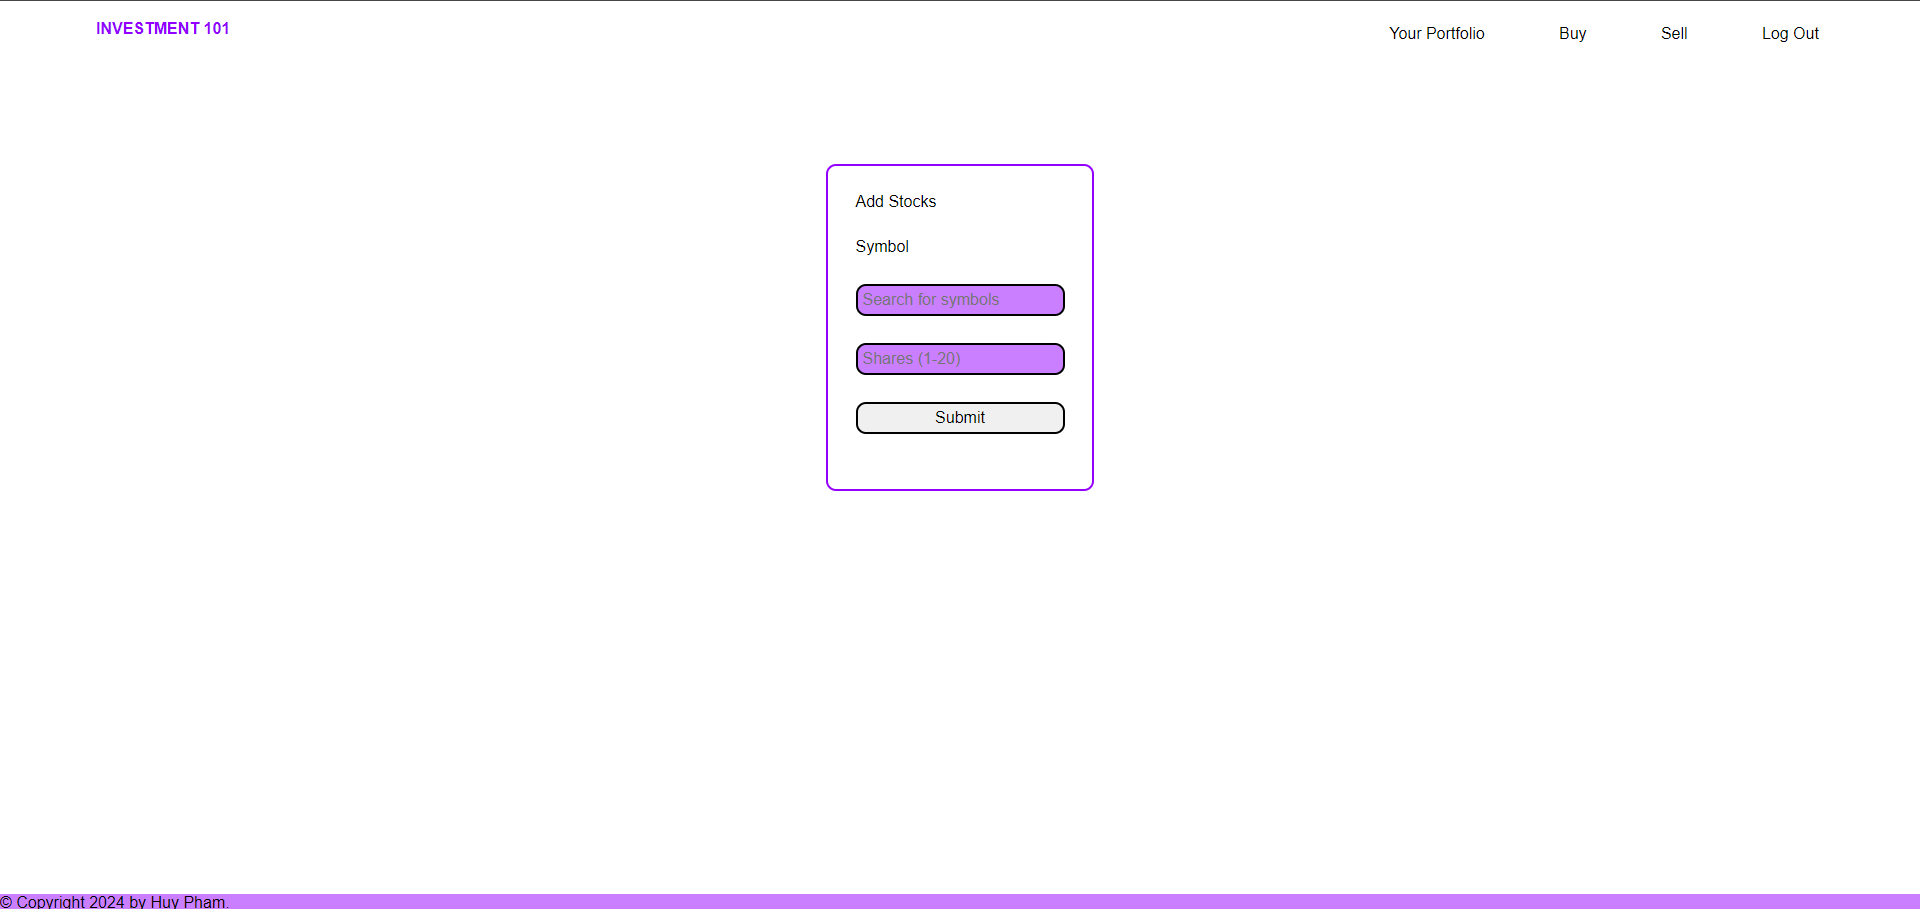 INVESTMENT 101
Your Portfolio Buy Sell Log Out
Add Stocks
Symbol
Search for symbols
Shares (1-20)
Submit
© Copyright 2024 by Huy Pham.